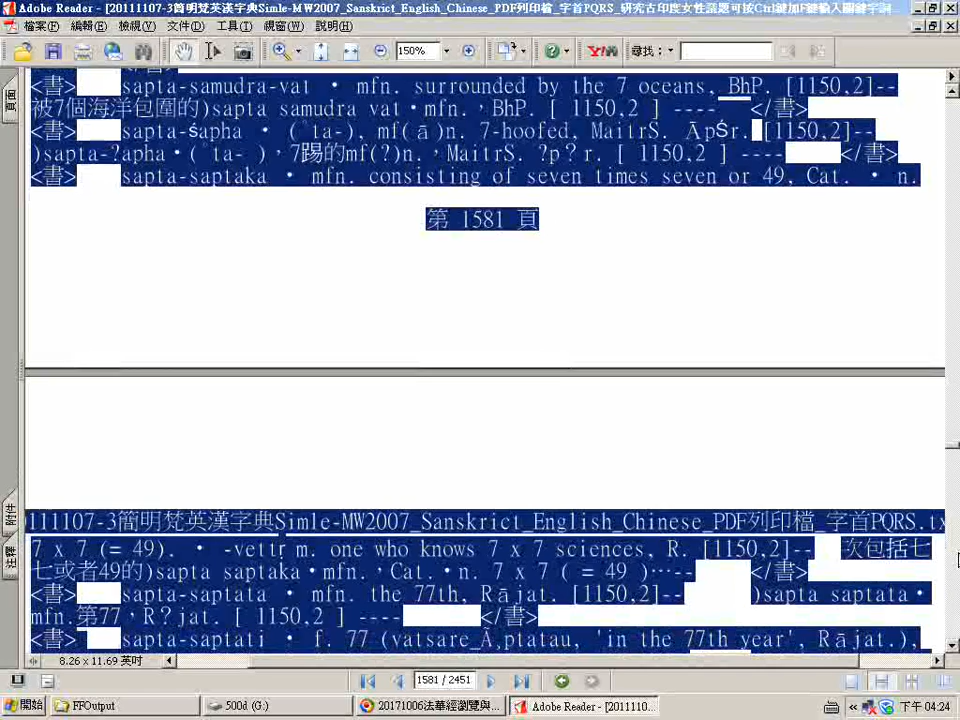 Adobe Reader - [20111107-3簡明梵英漢字典Simle-MW2007_Sanskrict_English_Chinese_PDF列印檔_字首PQRS_研究古印度女性議題可按Ctrl鍵加F鍵輸入關鍵字詞
檔案(F) 編輯(E) 檢視(V) 文件(D) 工具(T) 視窗(W) 說明(H)
150% Y! 尋找：
頁面
<書> sapta-samudra-vat • mfn. surrounded by the 7 oceans, BhP. [1150,2]--
被7個海洋包圍的)sapta samudra vat•mfn.，BhP. [ 1150,2 ] ---- </書>
<書> sapta-śapha • (°ta-), mf(ā)n. 7-hoofed, MaitrS. ĀpŚr. [1150,2]--
)sapta-?apha•(°ta- )，7踢的mf(?)n.，MaitrS. ?p？r. [ 1150,2 ] ---- </書>
<書> sapta-saptaka • mfn. consisting of seven times seven or 49, Cat. • n.
第 1581 頁
附件
注釋
0111107-3簡明梵英漢字典Simle-MW2007_Sanskrict_English_Chinese_PDF列印檔_字首PQRS.tx
7 x 7 (= 49). • -vettr m. one who knows 7 x 7 sciences, R. [1150,2]-- 次包括七
七或者49的)sapta saptaka•mfn.，Cat.•n. 7 x 7 ( = 49 )…-- </書>
<書> sapta-saptata • mfn. the 77th, Rājat. [1150,2]-- )sapta saptata•
mfn.第77，R？jat. [ 1150,2 ] ---- </書>
<書> sapta-saptati • f. 77 (vatsare_Ā,ptatau, 'in the 77th year', Rājat.),
8.26 x 11.69 英吋
1581 / 2451
開始 FFOutput 500d (G:) 20171006法華經瀏覽與... Adobe Reader - [2011110... 下午 04:24